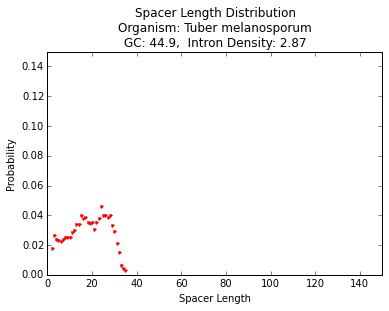 Spacer Length Distribution
Organism: Tuber melanosporum
GC: 44.9,  Intron Density: 2.87
0.14
0.12
0.10
0.08
0.06
0.04
0.02
0.00
Probability
0 20 40 60 80 100 120 140
Spacer Length